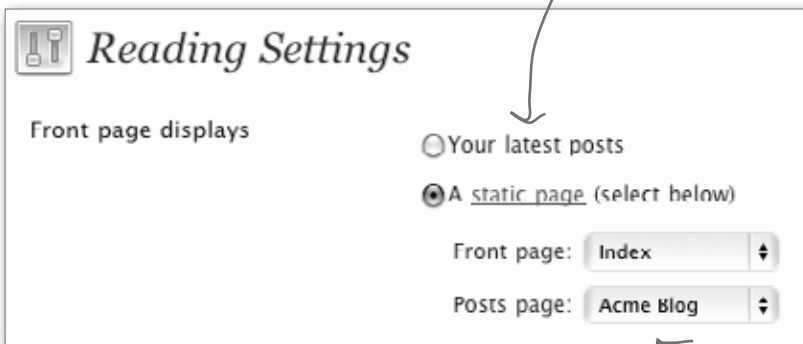 Reading Settings
Front page displays
Your latest posts
A static page (select below)
Front page: Index
Posts page: Acme Blog